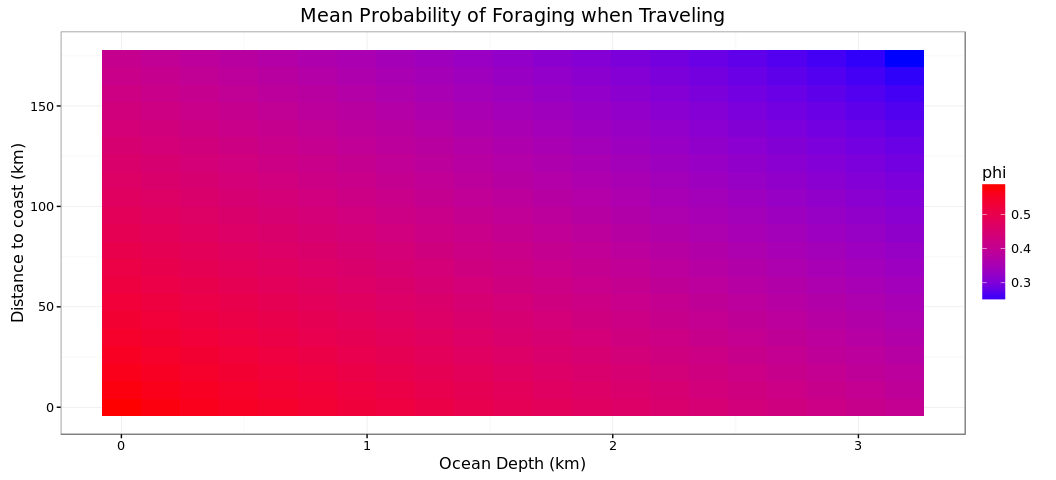 Mean Probability of Foraging when Traveling
Distance to coast (km)
150
100
50
0
0 1 2 3
Ocean Depth (km)
phi
0.5
0.4
0.3